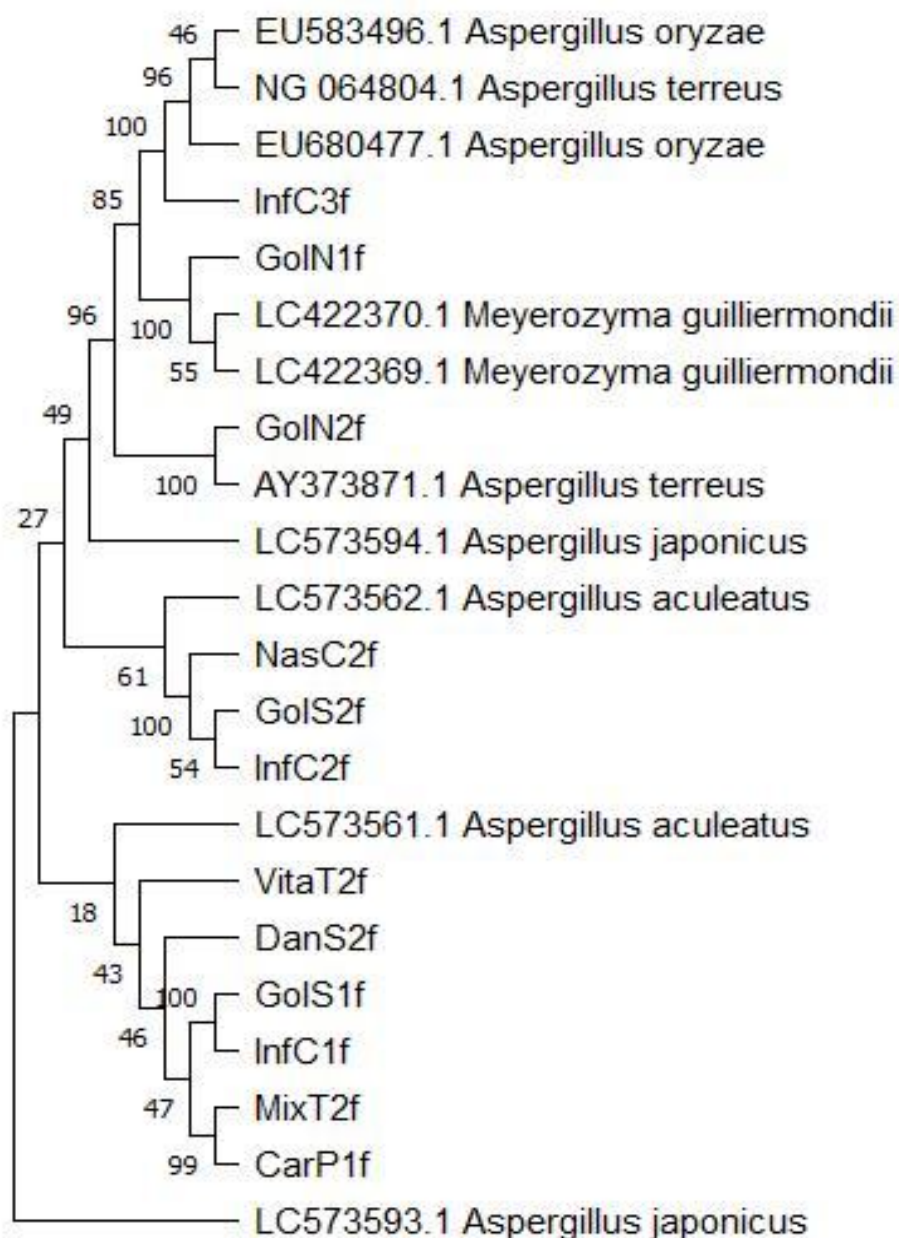 46
EU583496.1 Aspergillus oryzae
96
NG 064804.1 Aspergillus terreus
100
EU680477.1 Aspergillus oryzae
85
InfC3f
GolN1f
96
100
LC422370.1 Meyerozyma guilliermondii
55
LC422369.1 Meyerozyma guilliermondii
49
GolN2f
100
AY373871.1 Aspergillus terreus
27
LC573594.1 Aspergillus japonicus
LC573562.1 Aspergillus aculeatus
61
NasC2f
100
GolS2f
54
InfC2f
LC573561.1 Aspergillus aculeatus
18
VitaT2f
43
DanS2f
100
GolS1f
46
InfC1f
47
MixT2f
99
CarP1f
LC573593.1 Aspergillus japonicus